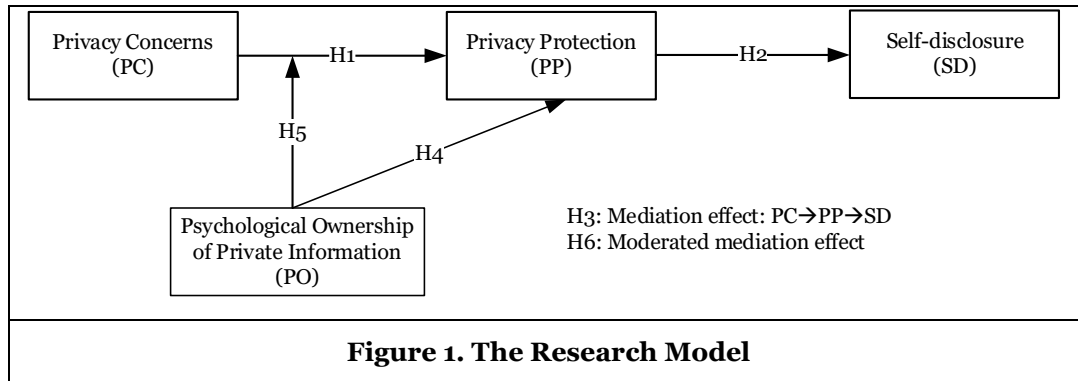 Privacy Concerns
(PC)
H1
Privacy Protection
(PP)
H2
Self-disclosure
(SD)
H5
H4
Psychological Ownership
of Private Information
(PO)
H3: Mediation effect: PC→PP→SD
H6: Moderated mediation effect
Figure 1. The Research Model